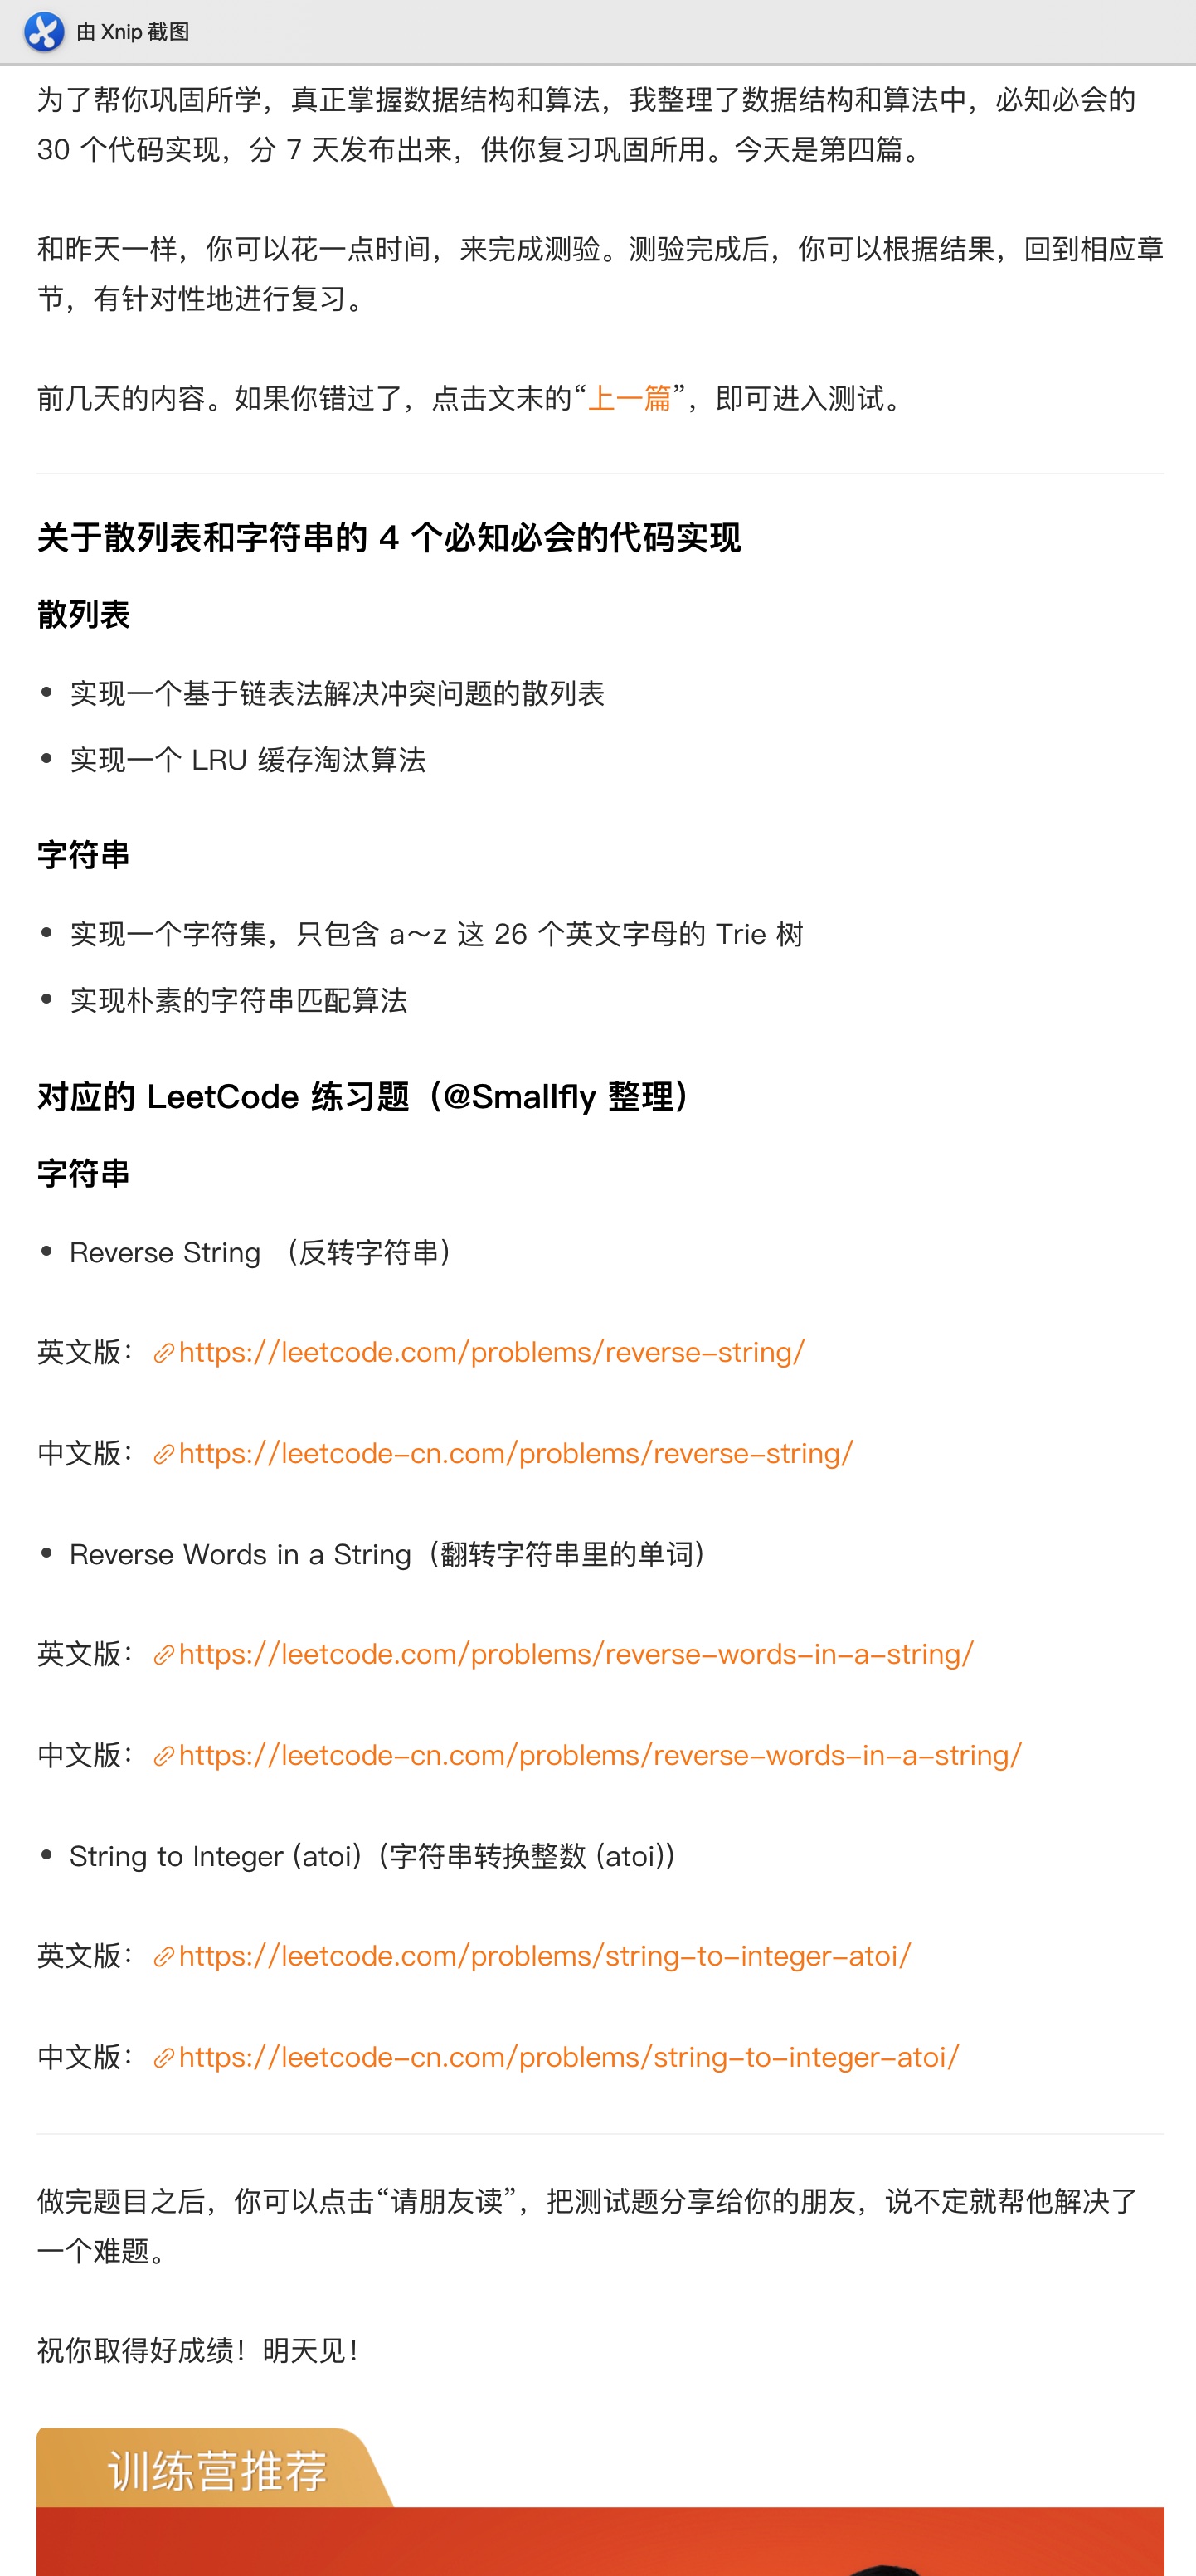 由 Xnip 截图
为了帮你巩固所学，真正掌握数据结构和算法，我整理了数据结构和算法中，必知必会的
30 个代码实现，分 7 天发布出来，供你复习巩固所用。今天是第四篇。
和昨天一样，你可以花一点时间，来完成测验。测验完成后，你可以根据结果，回到相应章
节，有针对性地进行复习。
前几天的内容。如果你错过了，点击文末的“上一篇”，即可进入测试。
关于散列表和字符串的 4 个必知必会的代码实现
散列表
• 实现一个基于链表法解决冲突问题的散列表
• 实现一个 LRU 缓存淘汰算法
字符串
• 实现一个字符集，只包含 a～z 这 26 个英文字母的 Trie 树
• 实现朴素的字符串匹配算法
对应的 LeetCode 练习题（@Smallfly 整理）
字符串
• Reverse String （反转字符串）
英文版：https://leetcode.com/problems/reverse-string/
中文版：https://leetcode-cn.com/problems/reverse-string/
• Reverse Words in a String（翻转字符串里的单词）
英文版：https://leetcode.com/problems/reverse-words-in-a-string/
中文版：https://leetcode-cn.com/problems/reverse-words-in-a-string/
• String to Integer (atoi)（字符串转换整数 (atoi)）
英文版：https://leetcode.com/problems/string-to-integer-atoi/
中文版：https://leetcode-cn.com/problems/string-to-integer-atoi/
做完题目之后，你可以点击“请朋友读”，把测试题分享给你的朋友，说不定就帮他解决了
一个难题。
祝你取得好成绩！明天见！
训练营推荐